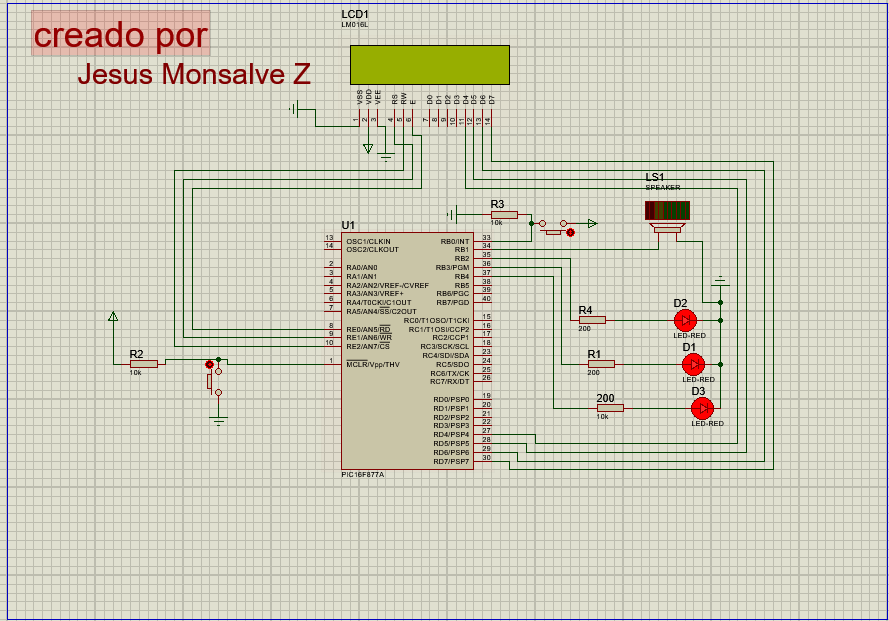 creado por
Jesus Monsalve Z
LCD1
LM016L
VSS
VDD
VEE
RS
RW
E
D0
D1
D2
D3
D4
D5
D6
D7
1
2
3
4
5
6
7
8
9
10
11
12
13
14
LS1
SPEAKER
R3
10k
U1
13 OSC1/CLKIN
14 OSC2/CLKOUT
2 RA0/AN0
3 RA1/AN1
4 RA2/AN2/VREF-/CVREF
5 RA3/AN3/VREF+
6 RA4/T0CKI/C1OUT
7 RA5/AN4/SS/C2OUT
8 RE0/AN5/RD
9 RE1/AN6/WR
10 RE2/AN7/CS
1 MCLR/Vpp/THV
RB0/INT 33
RB1 34
RB2 35
RB3/PGM 36
RB4 37
RB5 38
RB6/PGC 39
RB7/PGD 40
RC0/T1OSO/T1CKI 15
RC1/T1OSI/CCP2 16
RC2/CCP1 17
RC3/SCK/SCL 18
RC4/SDI/SDA 23
RC5/SDO 24
RC6/TX/CK 25
RC7/RX/DT 26
RD0/PSP0 19
RD1/PSP1 20
RD2/PSP2 21
RD3/PSP3 22
RD4/PSP4 27
RD5/PSP5 28
RD6/PSP6 29
RD7/PSP7 30
PIC16F877A
R2
10k
R4
200
D2
LED-RED
R1
200
D1
LED-RED
200
10k
D3
LED-RED